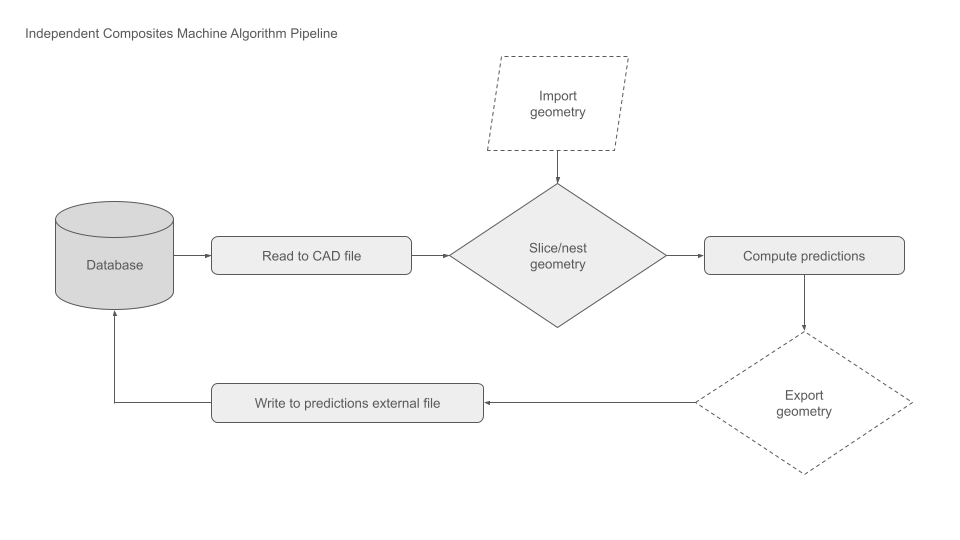 Independent Composites Machine Algorithm Pipeline
Import
geometry
Database
Read to CAD file
Slice/nest
geometry
Compute predictions
Write to predictions external file
Export
geometry